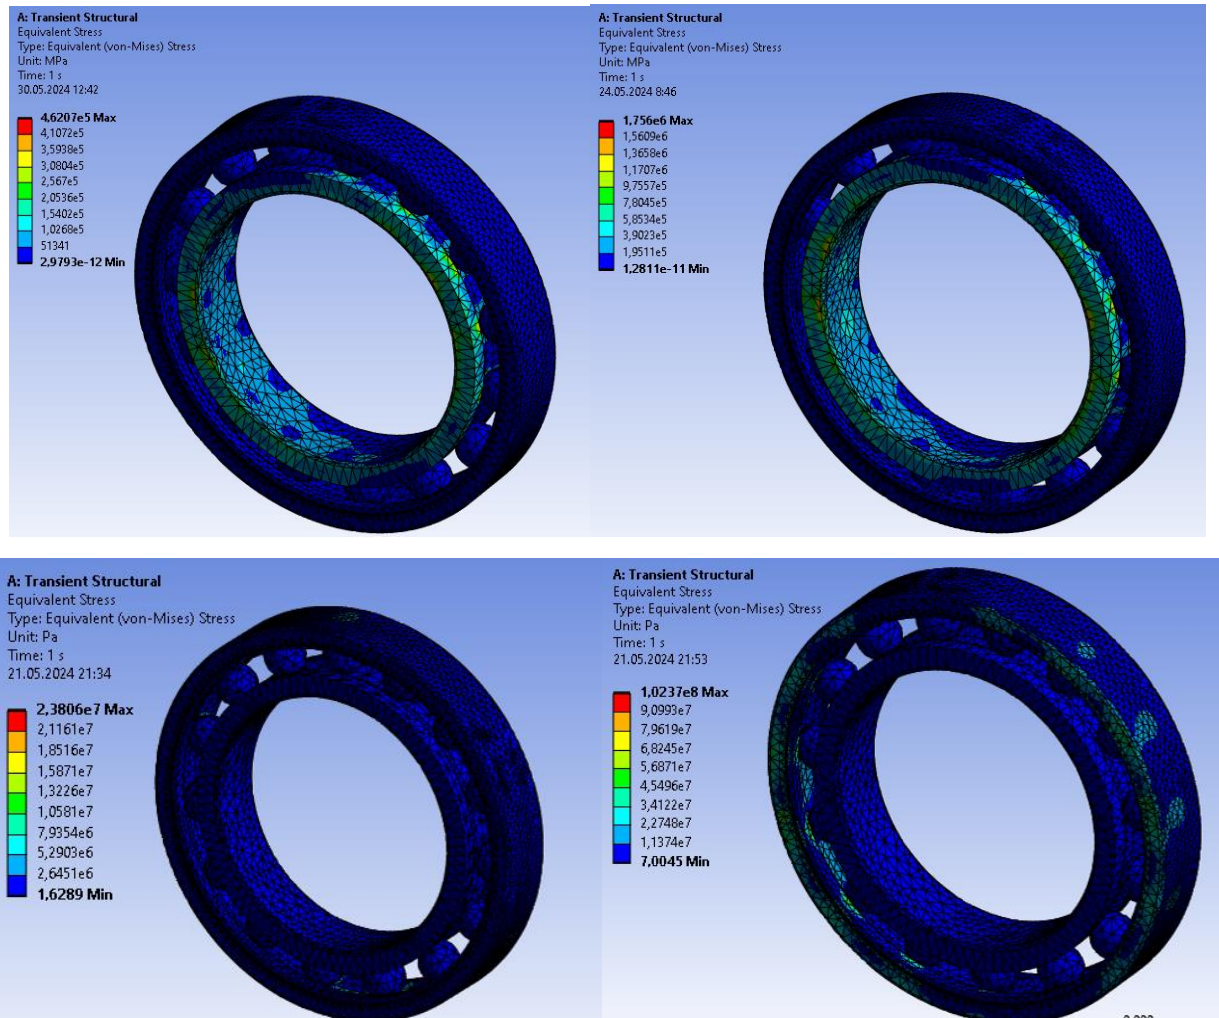 A: Transient Structural
Equivalent Stress
Type: Equivalent (von-Mises) Stress
Unit: MPa
Time: 1 s
30.05.2024 12:42
4,6207e5 Max
4,1072e5
3,5938e5
3,0804e5
2,567e5
2,0536e5
1,5402e5
1,0268e5
51341
2,9793e-12 Min
A: Transient Structural
Equivalent Stress
Type: Equivalent (von-Mises) Stress
Unit: MPa
Time: 1 s
24.05.2024 8:46
1,756e6 Max
1,5609e6
1,3658e6
1,1707e6
9,7557e5
7,8045e5
5,8534e5
3,9023e5
1,9511e5
1,2811e-11 Min
A: Transient Structural
Equivalent Stress
Type: Equivalent (von-Mises) Stress
Unit: Pa
Time: 1 s
21.05.2024 21:34
2,3806e7 Max
2,1161e7
1,8516e7
1,5871e7
1,3226e7
1,0581e7
7,9354e6
5,2903e6
2,6451e6
1,6289 Min
A: Transient Structural
Equivalent Stress
Type: Equivalent (von-Mises) Stress
Unit: Pa
Time: 1 s
21.05.2024 21:53
1,0237e8 Max
9,0993e7
7,9619e7
6,8245e7
5,6871e7
4,5496e7
3,4122e7
2,2748e7
1,1374e7
7,0045 Min